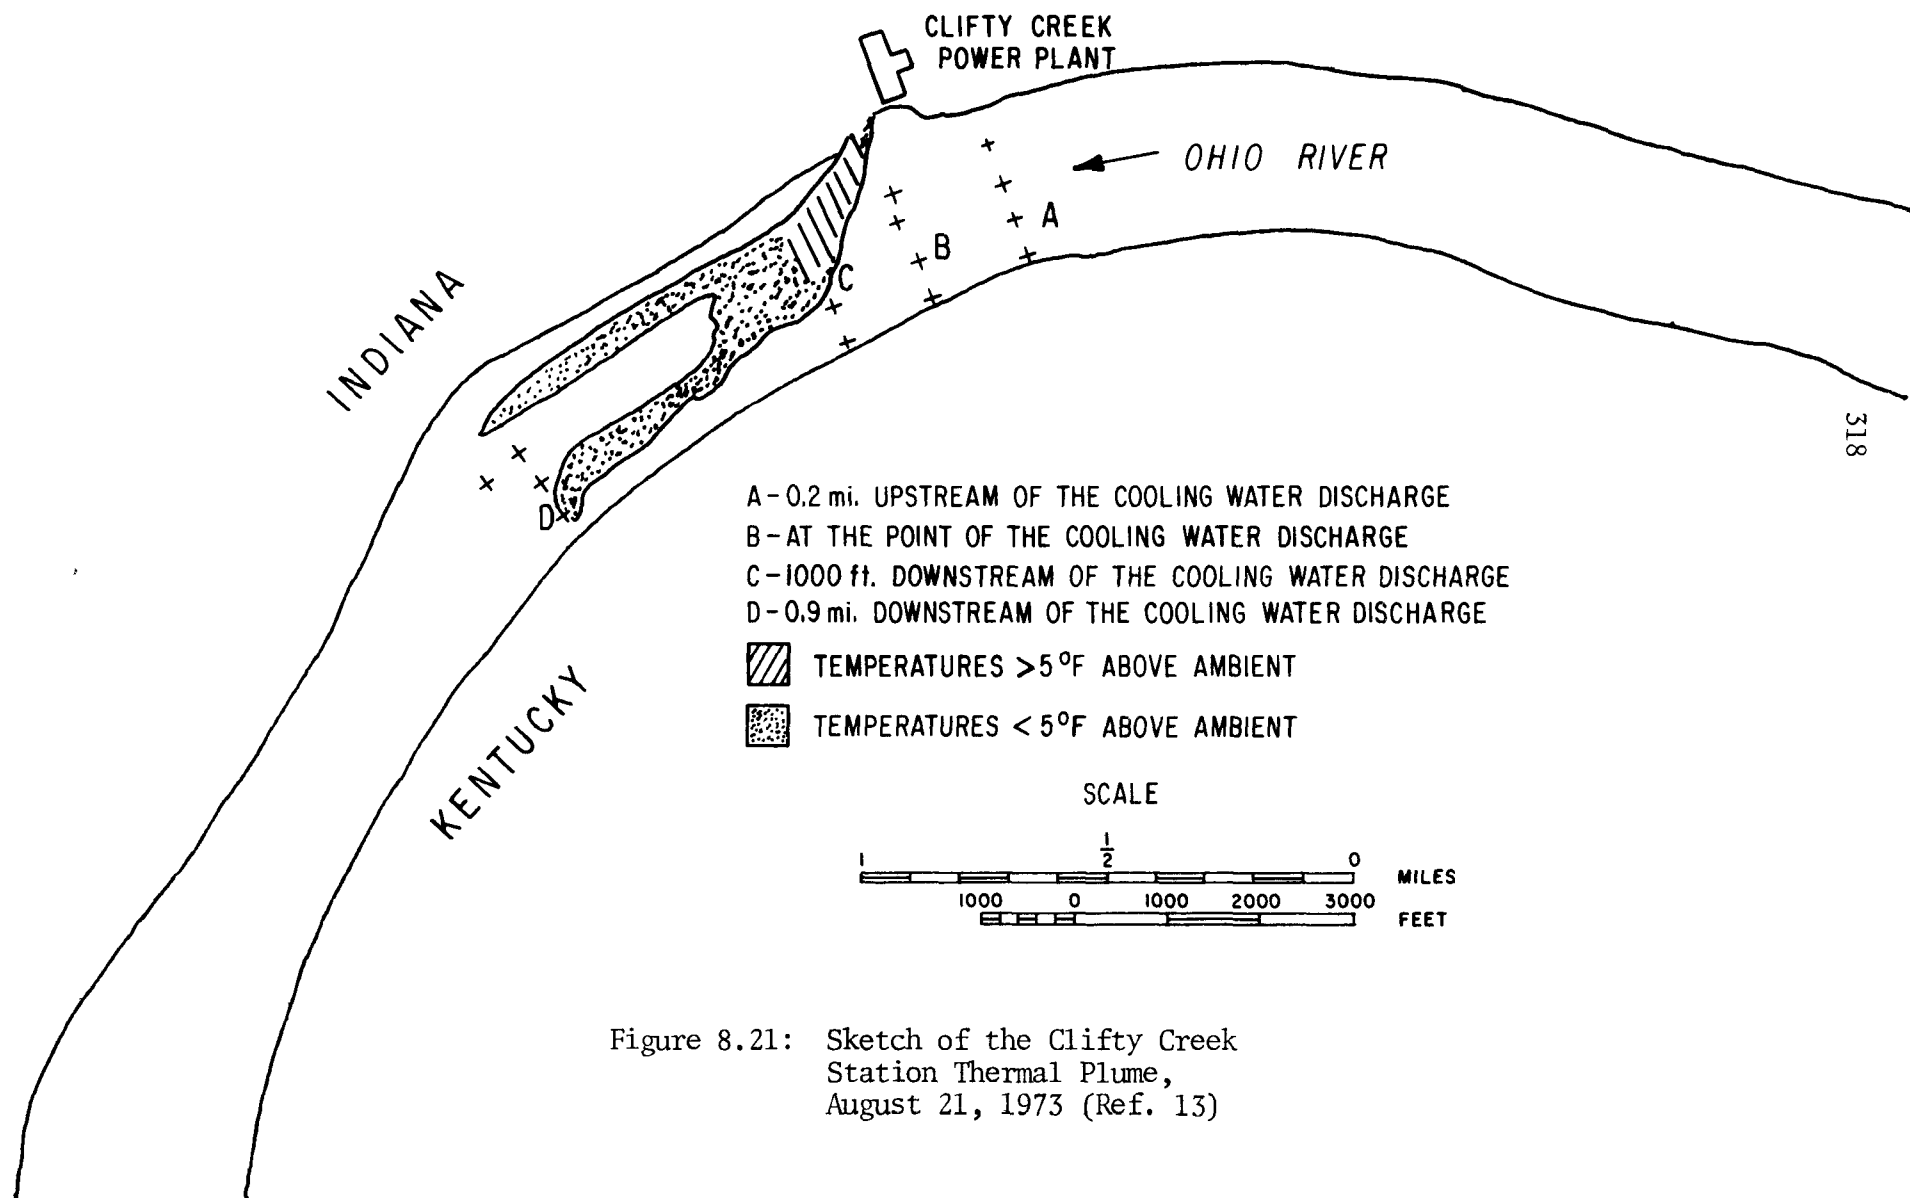 CLIFTY CREEK
POWER PLANT
OHIO RIVER
A
B
C
D
INDIANA
KENTUCKY
318
A-0.2 mi. UPSTREAM OF THE COOLING WATER DISCHARGE
B-AT THE POINT OF THE COOLING WATER DISCHARGE
C-1000 ft. DOWNSTREAM OF THE COOLING WATER DISCHARGE
D-0.9 mi. DOWNSTREAM OF THE COOLING WATER DISCHARGE
TEMPERATURES >5°F ABOVE AMBIENT
TEMPERATURES <5°F ABOVE AMBIENT
SCALE
1 1/2 0 MILES
1000 0 1000 2000 3000 FEET
Figure 8.21: Sketch of the Clifty Creek
Station Thermal Plume,
August 21, 1973 (Ref. 13)